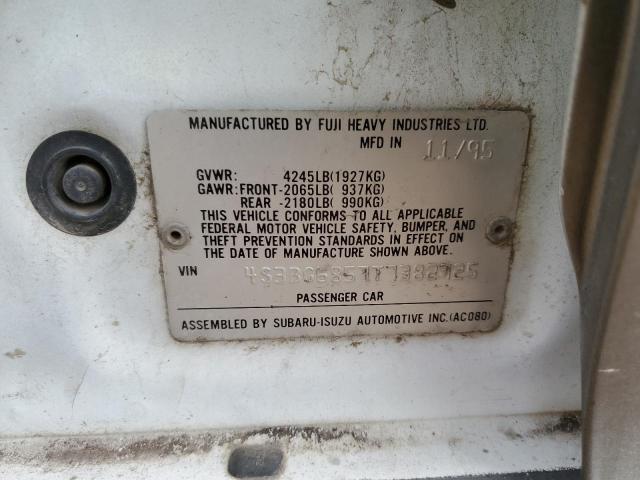 MANUFACTURED BY FUJI HEAVY INDUSTRIES LTD.
MFD IN 11/95
GVWR: 4245LB(1927KG)
GAWR:FRONT-2065LB( 937KG)
REAR -2180LB( 990KG)
THIS VEHICLE CONFORMS TO ALL APPLICABLE
FEDERAL MOTOR VEHICLE SAFETY, BUMPER, AND
THEFT PREVENTION STANDARDS IN EFFECT ON
THE DATE OF MANUFACTURE SHOWN ABOVE.
VIN
PASSENGER CAR
ASSEMBLED BY SUBARU-ISUZU AUTOMOTIVE INC.(AC080)